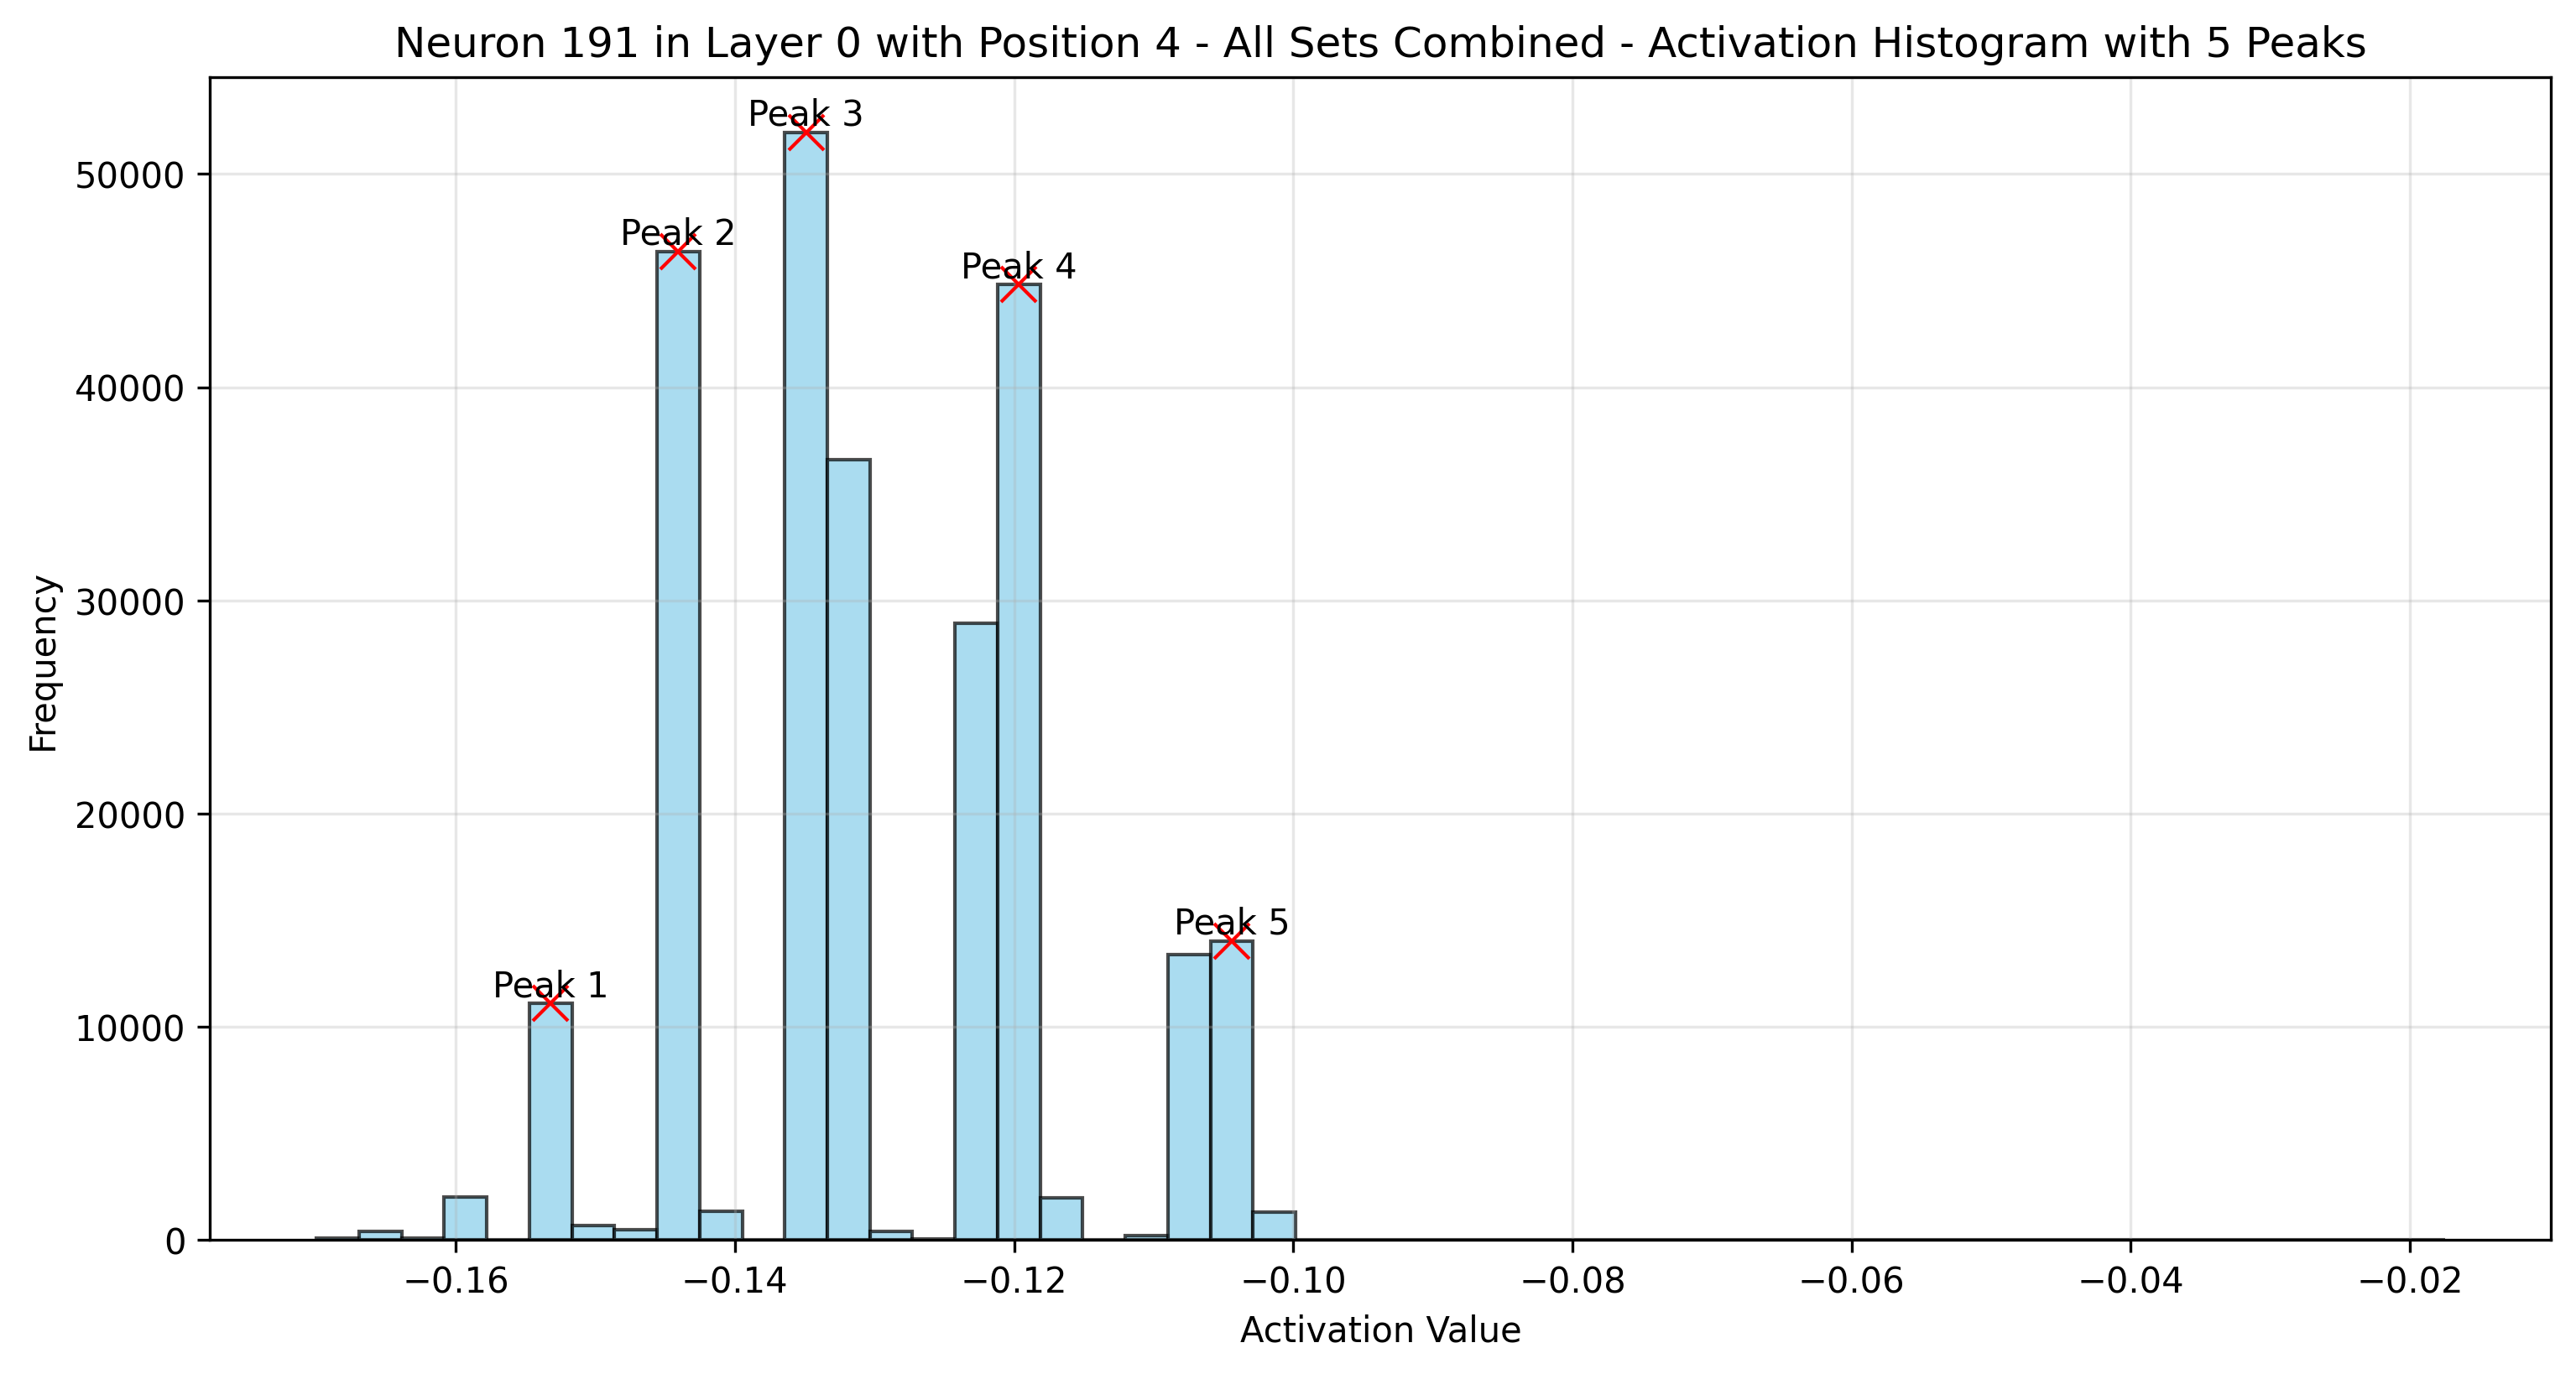 Neuron 191 in Layer 0 with Position 4 - All Sets Combined - Activation Histogram with 5 Peaks
Peak 3
50000
Peak 2
Peak 4
40000
30000
Frequency
20000
Peak 5
Peak 1
10000
0
−0.16 −0.14 −0.12 −0.10 −0.08 −0.06 −0.04 −0.02
Activation Value